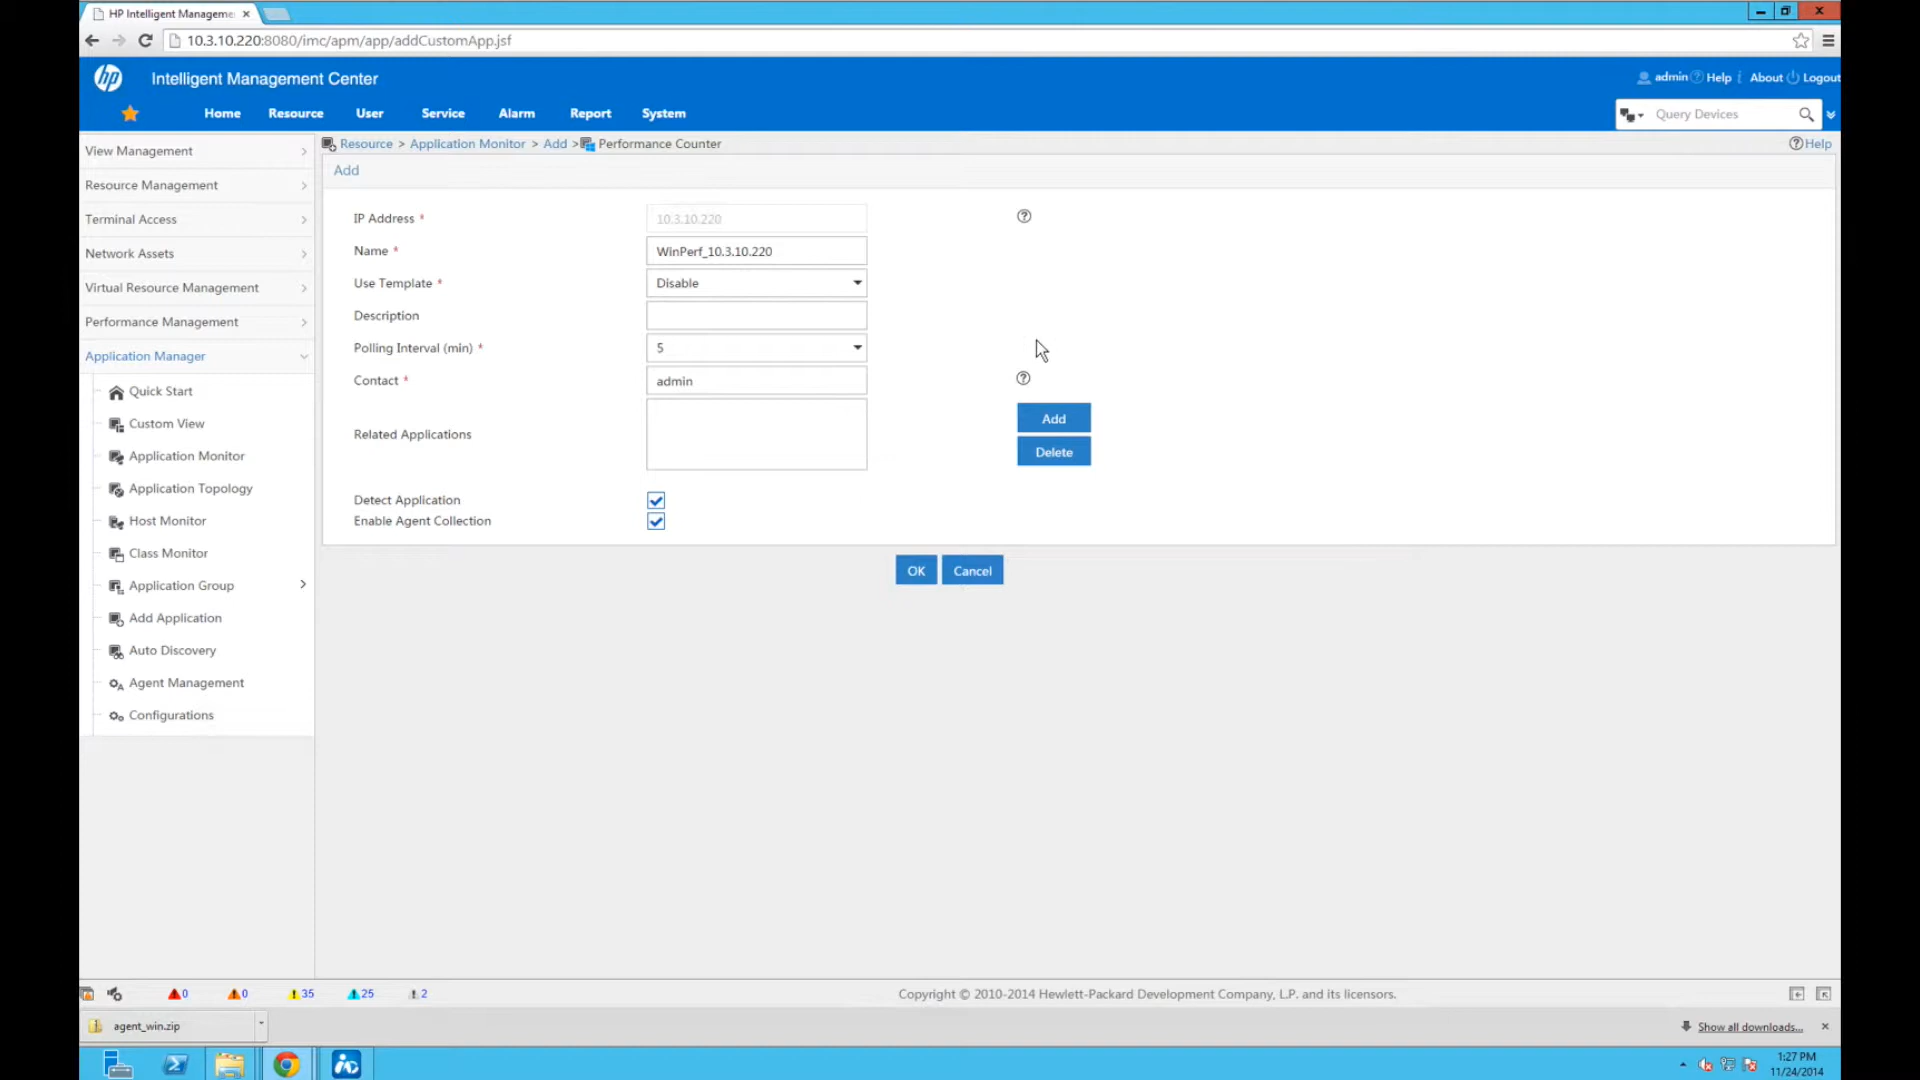 HP Intelligent Manageme
10.3.10.220:8080/imc/apm/app/addCustomApp.jsf
hp
Intelligent Management Center
admin Help About Logout
Home Resource User Service Alarm Report System
Query Devices
View Management
Resource Management
Terminal Access
Network Assets
Virtual Resource Management
Performance Management
Application Manager
Quick Start
Custom View
Application Monitor
Application Topology
Host Monitor
Class Monitor
Application Group
Add Application
Auto Discovery
Agent Management
Configurations
Resource > Application Monitor > Add > Performance Counter
Help
Add
IP Address * 10.3.10.220
Name * WinPerf_10.3.10.220
Use Template * Disable
Description
Polling Interval (min) * 5
Contact * admin
Related Applications
Add
Delete
Detect Application
Enable Agent Collection
OK Cancel
0 0 35 25 2
Copyright © 2010-2014 Hewlett-Packard Development Company, L.P. and its licensors.
agent_win.zip
Show all downloads...
1:27 PM
11/24/2014